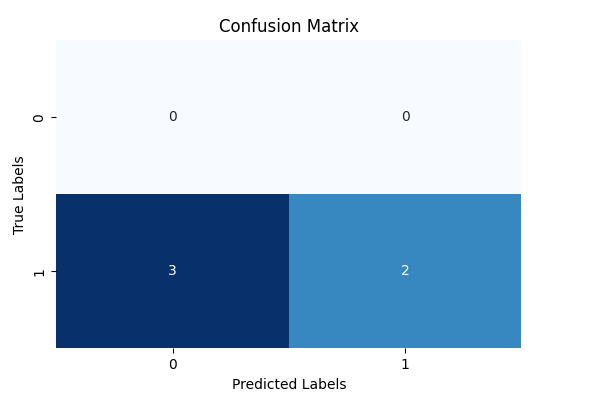 Confusion Matrix
True Labels
0
0 0
1
3 2
0 1
Predicted Labels